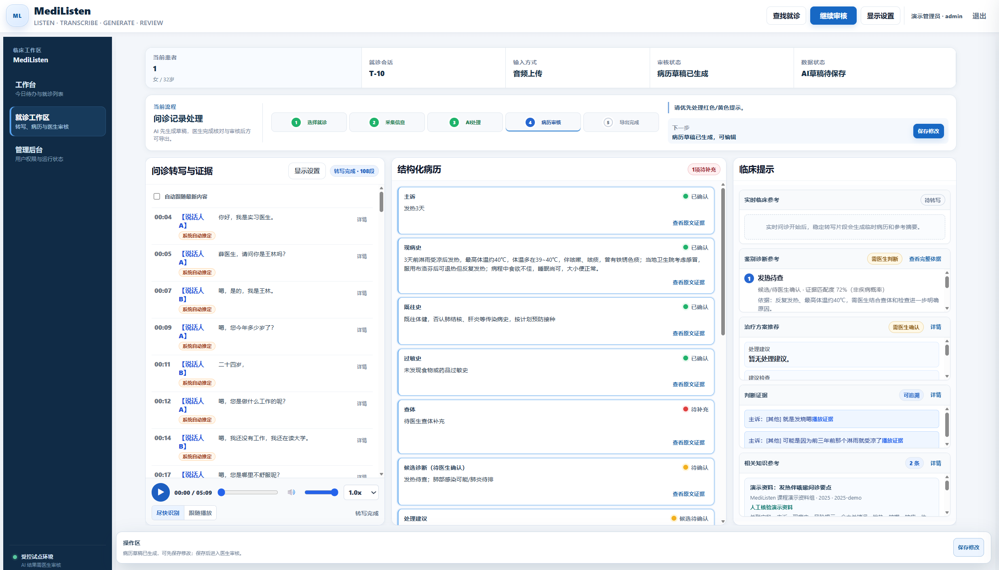 ML
MediListen
LISTEN · TRANSCRIBE · GENERATE · REVIEW
查找就诊
继续审核
显示设置
演示管理员 · admin
退出
临床工作区
MediListen
工作台
今日待办与就诊列表
就诊工作区
转写、病历与医生审核
管理后台
用户权限与运行状态
受控试点环境
AI 结果需医生审核
当前患者
1
女 / 32岁
就诊会话
T-10
输入方式
音频上传
审核状态
病历草稿已生成
数据状态
AI草稿待保存
当前流程
问诊记录处理
AI 先生成草稿，医生完成核对与审核后方
可导出。
1 选择就诊
2 采集信息
3 AI处理
4 病历审核
5 导出完成
请优先处理红色/黄色提示。
下一步
病历草稿已生成，可编辑
保存修改
问诊转写与证据
显示设置
转写完成 · 108段
自动跟随最新内容
00:04 【说话人 你好，我是实习医生。 详情
A】
系统自动推定
00:05 【说话人 薛医生，请问你是王林吗？ 详情
A】
系统自动推定
00:07 【说话人 嗯，是的，我是王林。 详情
B】
系统自动推定
00:09 【说话人 嗯，您今年多少岁了？ 详情
A】
系统自动推定
00:11 【说话人 二十四岁， 详情
B】
系统自动推定
00:12 【说话人 嗯，您是做什么工作的呢？ 详情
A】
系统自动推定
00:14 【说话人 嗯，我还没有工作，我还在读大学。 详情
B】
系统自动推定
00:17 【说话人 嗯，您是哪里不舒服呢？ 详情
00:00 / 05:09
1.0x
尽快识别
跟随播放
转写完成
结构化病历
1项待补充
主诉
已确认
发热3天
查看原文证据
现病史
已确认
3天前淋雨受凉后发热，最高体温约40℃，体温多在39~40℃，伴咳嗽、咳痰，曾有铁锈色痰；当地卫生院考虑感冒，
服用布洛芬后可退热但反复发热；病程中食欲不佳，睡眠尚可，大小便正常。
查看原文证据
既往史
已确认
既往体健，否认肺结核、肝炎等传染病史，按计划预防接种
查看原文证据
过敏史
已确认
未发现食物或药品过敏史
查看原文证据
查体
待补充
待医生查体补充
查看原文证据
候选诊断（待医生确认）
待确认
发热待查；肺部感染可能/肺炎待排
查看原文证据
处理建议
候选待确认
临床提示
实时临床参考
待转写
实时问诊开始后，稳定转写片段会生成临时病历和参考摘要。
鉴别诊断参考
需医生判断
查看完整依据
1 发热待查
候选/待医生确认 · 证据匹配度 72%（非疾病概率）
依据：反复发热、最高体温约40℃，需医生结合查体和检查进一步明确
原因。
治疗方案推荐
需医生确认
详情
处理建议
暂无处理建议。
建议检查
判断证据
可追溯
详情
主诉：[其他] 就是发烧嗯播放证据
主诉：[其他] 可能是因为前三年前那个淋雨就受凉了播放证据
相关知识参考
2 条
详情
演示资料：发热伴咳嗽问诊要点
MediListen 课程演示资料组 · 2025 · 2025-demo
人工核验演示资料
操作区
病历草稿已生成，可先保存修改；保存后进入医生审核。
保存修改